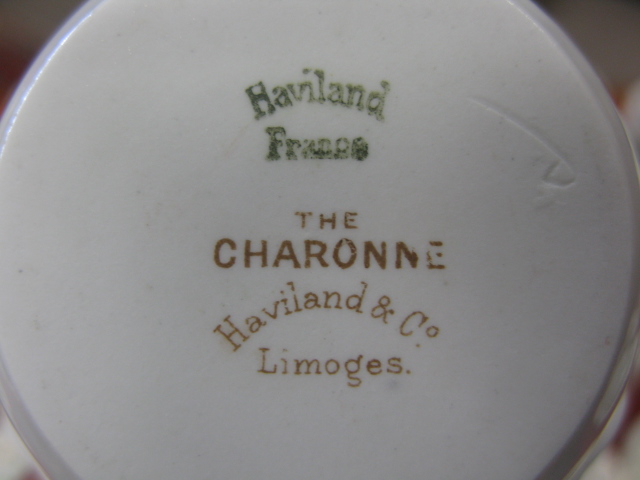 Haviland
France
THE
CHARONNE
Haviland & Co
Limoges.